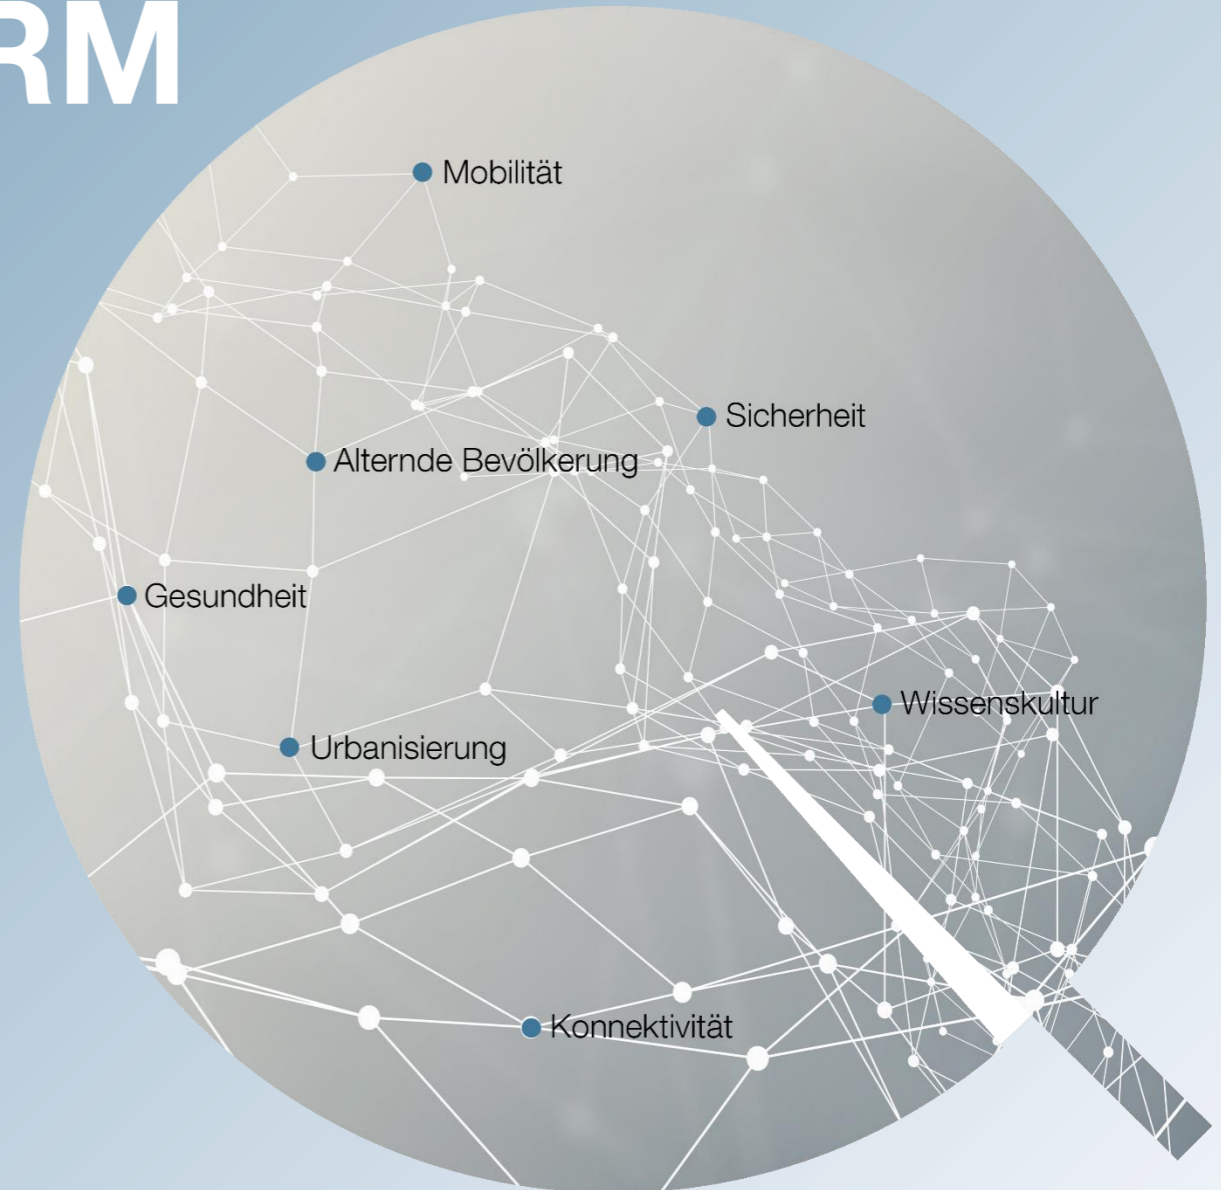 RM
Mobilität
Sicherheit
Alternde Bevölkerung
Gesundheit
Wissenskultur
Urbanisierung
Konnektivität